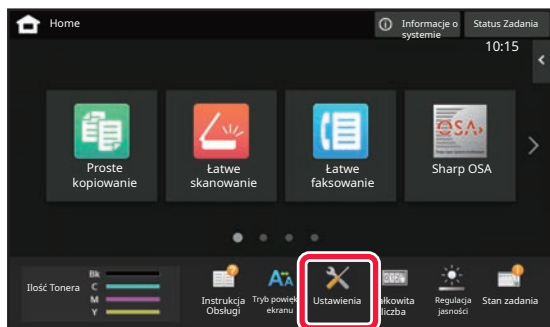 Home
Informacje o
systemie
Status Zadania
10:15
Proste
kopiowanie
Łatwe
skanowanie
Łatwe
faksowanie
OSA
Sharp OSA
Ilość Tonera
Bk
C
M
Y
Instrukcja
Obsługi
Tryb powięk
ekranu
Ustawienia
ałkowita
liczba
Regulacja
jasności
Stan zadania